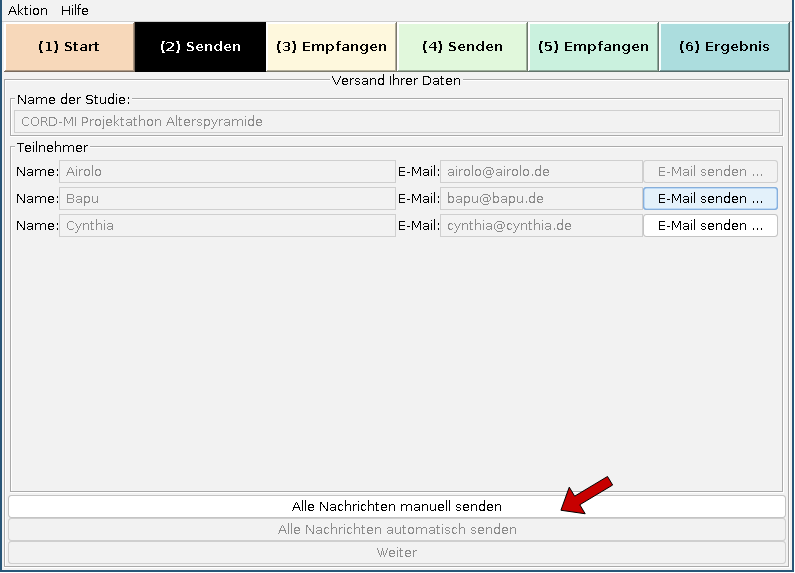 Aktion Hilfe
(1) Start (2) Senden (3) Empfangen (4) Senden (5) Empfangen (6) Ergebnis
Versand Ihrer Daten
Name der Studie:
CORD-MI Projektathon Alterspyramide
Teilnehmer
Name: Airolo E-Mail: airolo@airolo.de E-Mail senden ...
Name: Bapu E-Mail: bapu@bapu.de E-Mail senden ...
Name: Cynthia E-Mail: cynthia@cynthia.de E-Mail senden ...
Alle Nachrichten manuell senden
Alle Nachrichten automatisch senden
Weiter